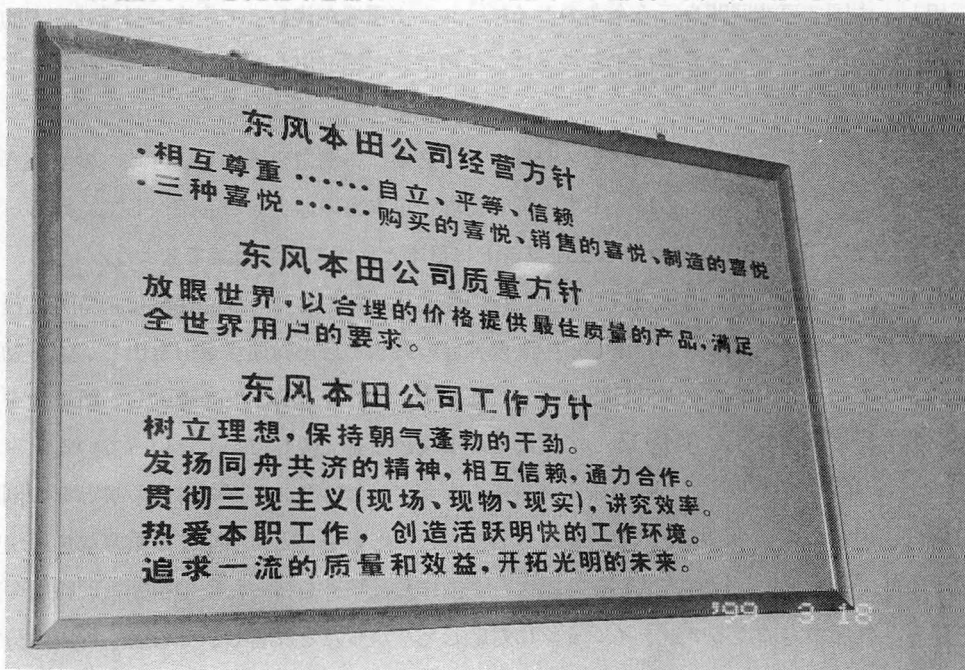 东风本田公司经营方针
·相互尊重……自立、平等、信赖
·三种喜悦……购买的喜悦、销售的喜悦、制造的喜悦
东风本田公司质量方针
放眼世界,以合理的价格提供最佳质量的产品,满足
全世界用户的要求。
东风本田公司工作方针
树立理想,保持朝气蓬勃的干劲。
发扬同舟共济的精神,相互信赖,通力合作。
贯彻三现主义(现场、现物、现实),讲究效率。
热爱本职工作,创造活跃明快的工作环境。
追求一流的质量和效益,开拓光明的未来。
'99 3 18